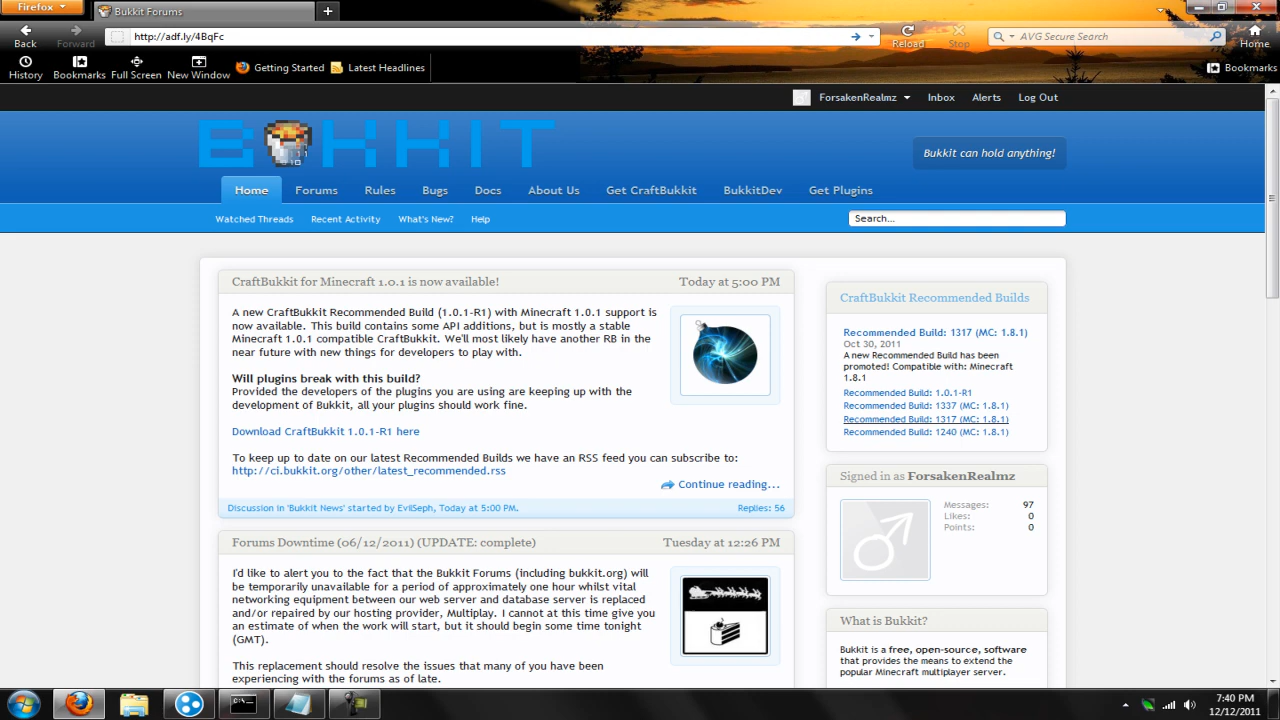 Firefox
Bukkit Forums
Back
Forward
http://adf.ly/4BqFc
Reload
Stop
AVG Secure Search
Home
History
Bookmarks
Full Screen
New Window
Getting Started
Latest Headlines
Bookmarks
ForsakenRealmz
Inbox
Alerts
Log Out
BUKKIT
Bukkit can hold anything!
Home
Forums
Rules
Bugs
Docs
About Us
Get CraftBukkit
BukkitDev
Get Plugins
Watched Threads
Recent Activity
What's New?
Help
Search...
CraftBukkit for Minecraft 1.0.1 is now available!
Today at 5:00 PM
A new CraftBukkit Recommended Build (1.0.1-R1) with Minecraft 1.0.1 support is
now available. This build contains some API additions, but is mostly a stable
Minecraft 1.0.1 compatible CraftBukkit. We'll most likely have another RB in the
near future with new things for developers to play with.
Will plugins break with this build?
Provided the developers of the plugins you are using are keeping up with the
development of Bukkit, all your plugins should work fine.
Download CraftBukkit 1.0.1-R1 here
To keep up to date on our latest Recommended Builds we have an RSS feed you can subscribe to:
http://ci.bukkit.org/other/latest_recommended.rss
Continue reading...
Discussion in 'Bukkit News' started by EvilSeph, Today at 5:00 PM.
Replies: 56
Forums Downtime (06/12/2011) (UPDATE: complete)
Tuesday at 12:26 PM
I'd like to alert you to the fact that the Bukkit Forums (including bukkit.org) will
be temporarily unavailable for a period of approximately one hour whilst vital
networking equipment between our web server and database server is replaced
and/or repaired by our hosting provider, Multiplay. I cannot at this time give you
an estimate of when the work will start, but it should begin some time tonight
(GMT).
This replacement should resolve the issues that many of you have been
experiencing with the forums as of late.
CraftBukkit Recommended Builds
Recommended Build: 1317 (MC: 1.8.1)
Oct 30, 2011
A new Recommended Build has been
promoted! Compatible with: Minecraft
1.8.1
Recommended Build: 1.0.1-R1
Recommended Build: 1337 (MC: 1.8.1)
Recommended Build: 1317 (MC: 1.8.1)
Recommended Build: 1240 (MC: 1.8.1)
Signed in as ForsakenRealmz
Messages: 97
Likes: 0
Points: 0
What is Bukkit?
Bukkit is a free, open-source, software
that provides the means to extend the
popular Minecraft multiplayer server.
7:40 PM
12/12/2011